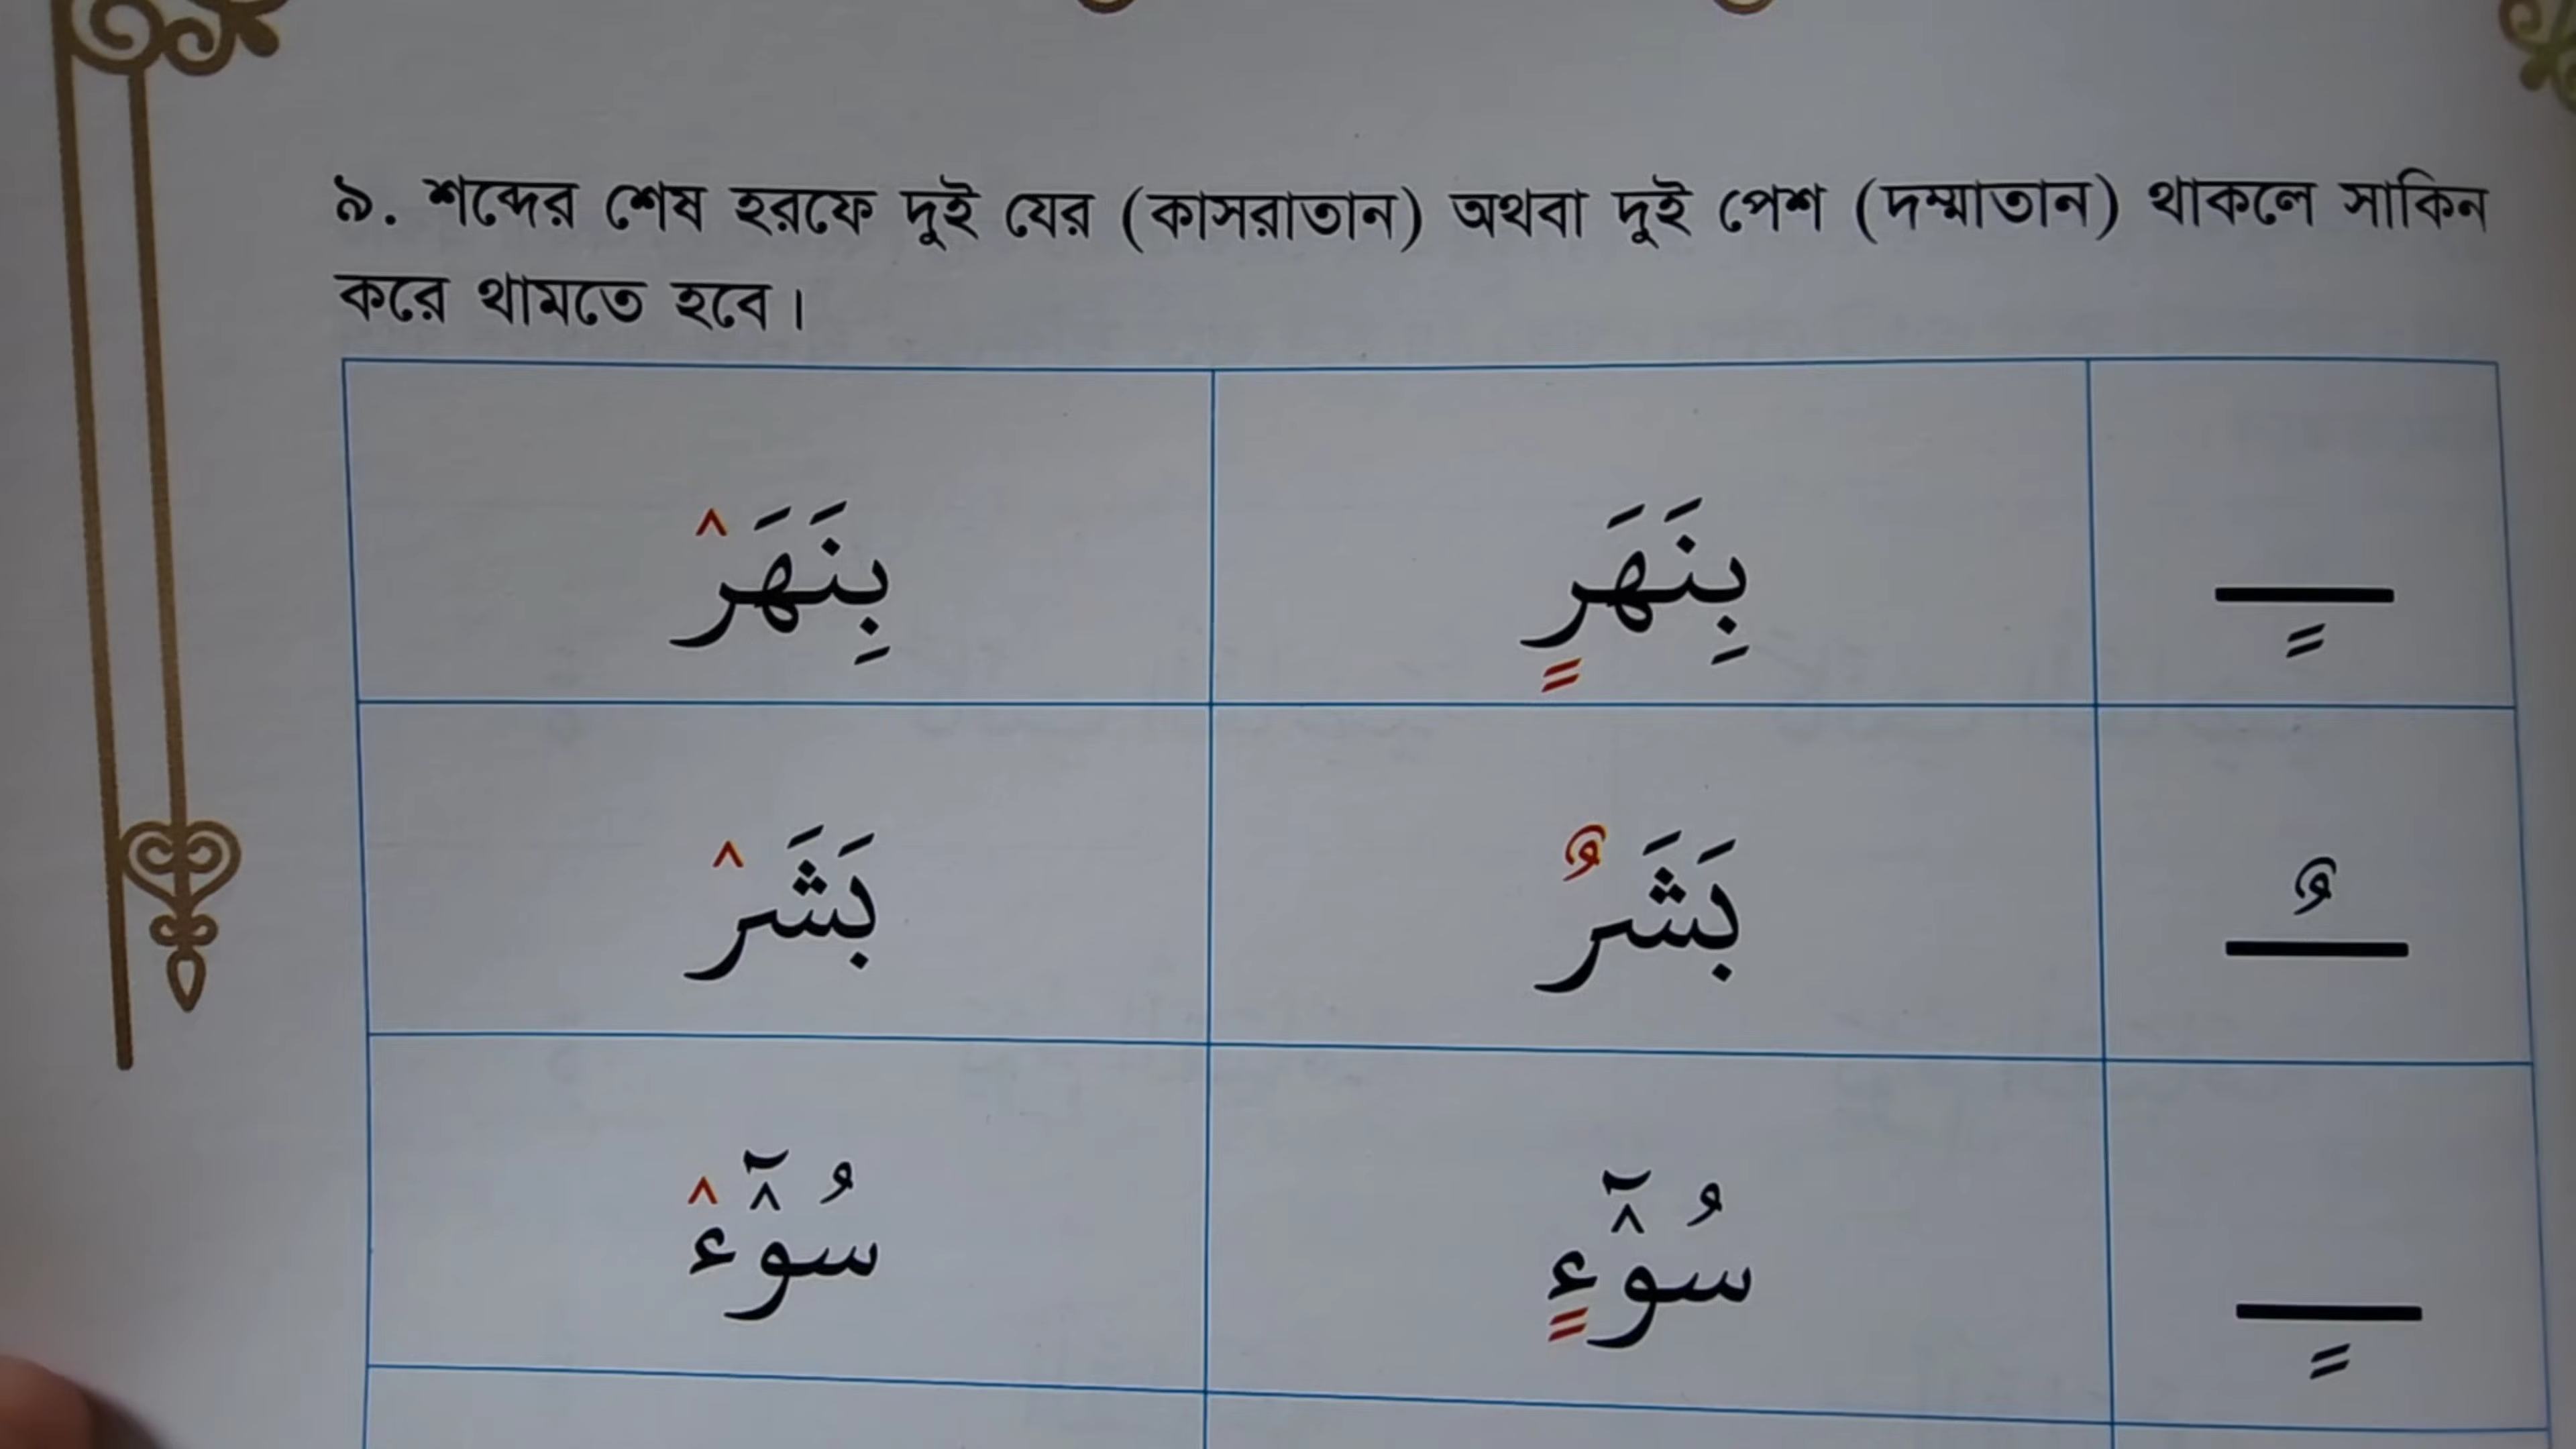 ৯. শব্দের শেষ হরফে দুই যের (কাসরাতান) অথবা দুই পেশ (দম্মাতান) থাকলে সাকিন
করে থামতে হবে।
ـٍ بِنَهَرٍ بِنَهَرْ
ـٌ بَشَرٌ بَشَرْ
ـٍ سُوْٓءٍ سُوْٓءْ